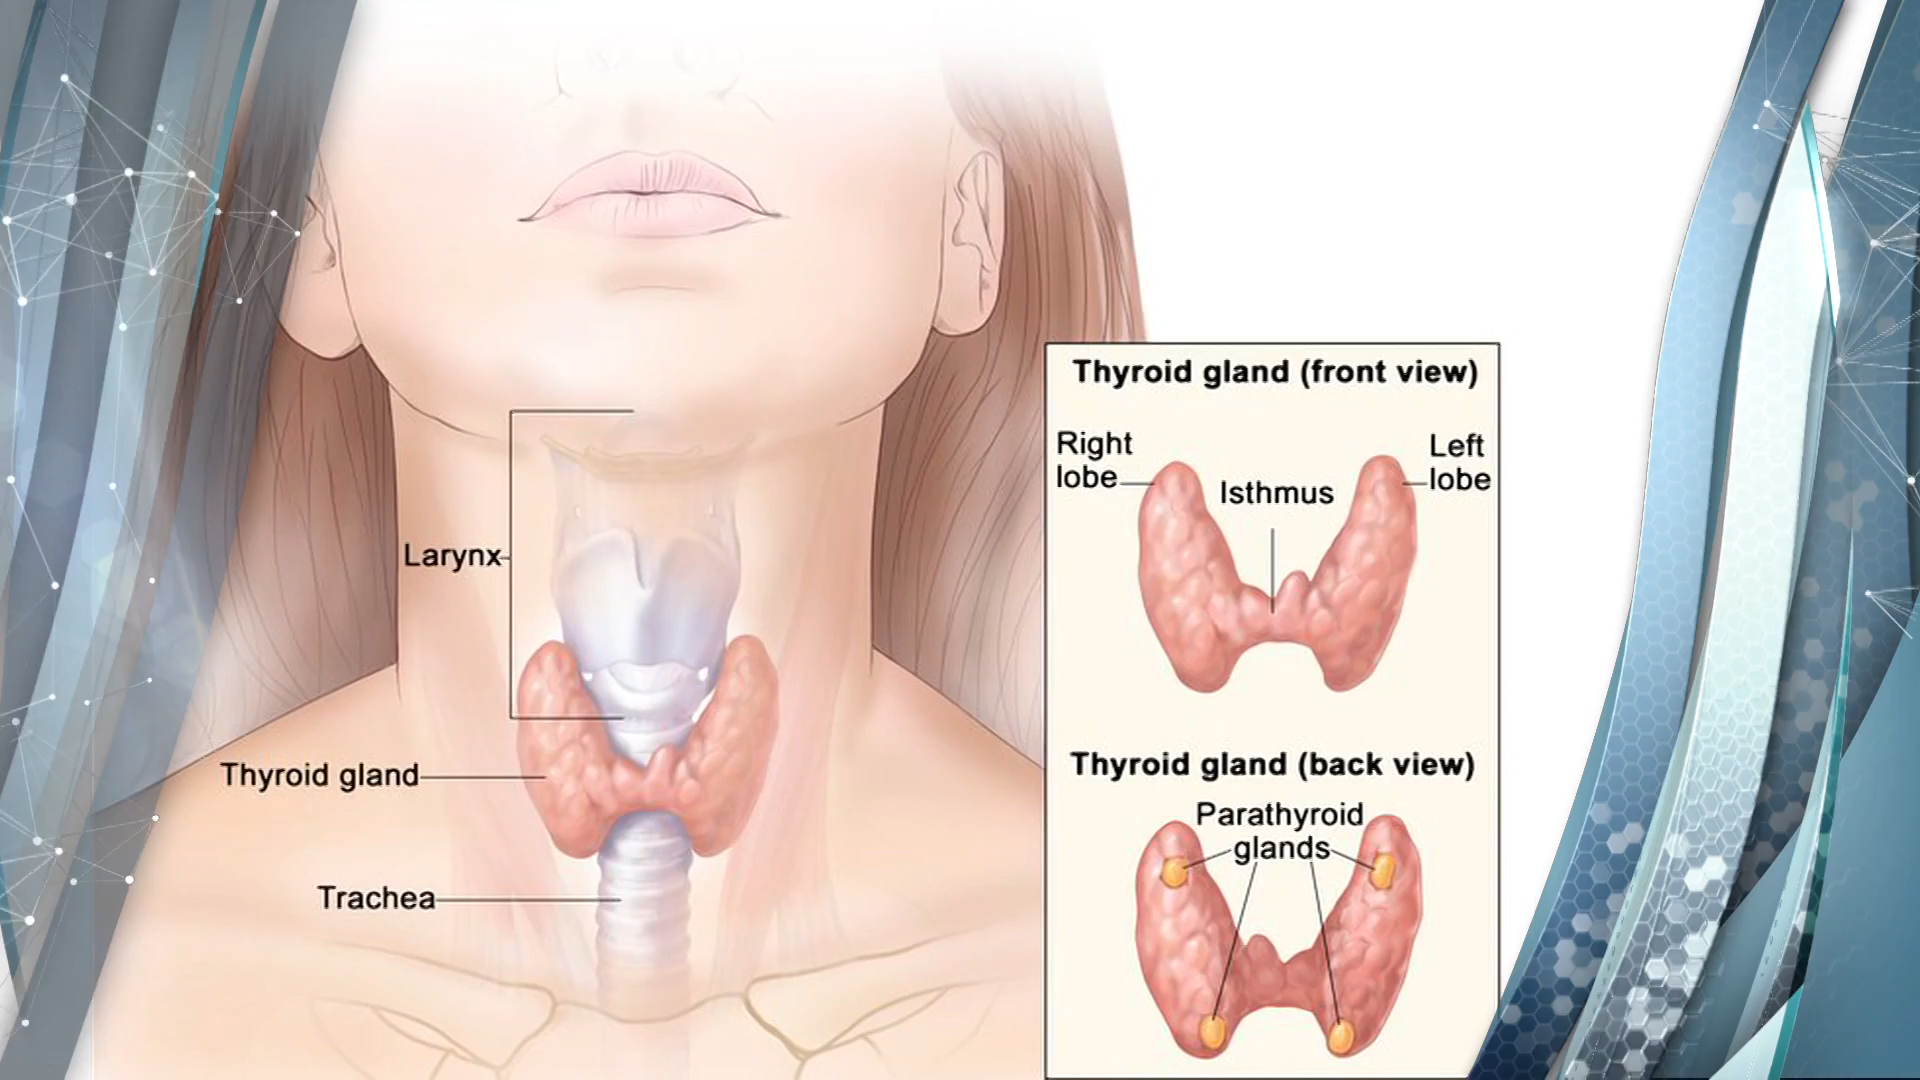 Larynx
Thyroid gland
Trachea
Thyroid gland (front view)
Right
lobe
Isthmus
Left
lobe
Thyroid gland (back view)
Parathyroid
glands